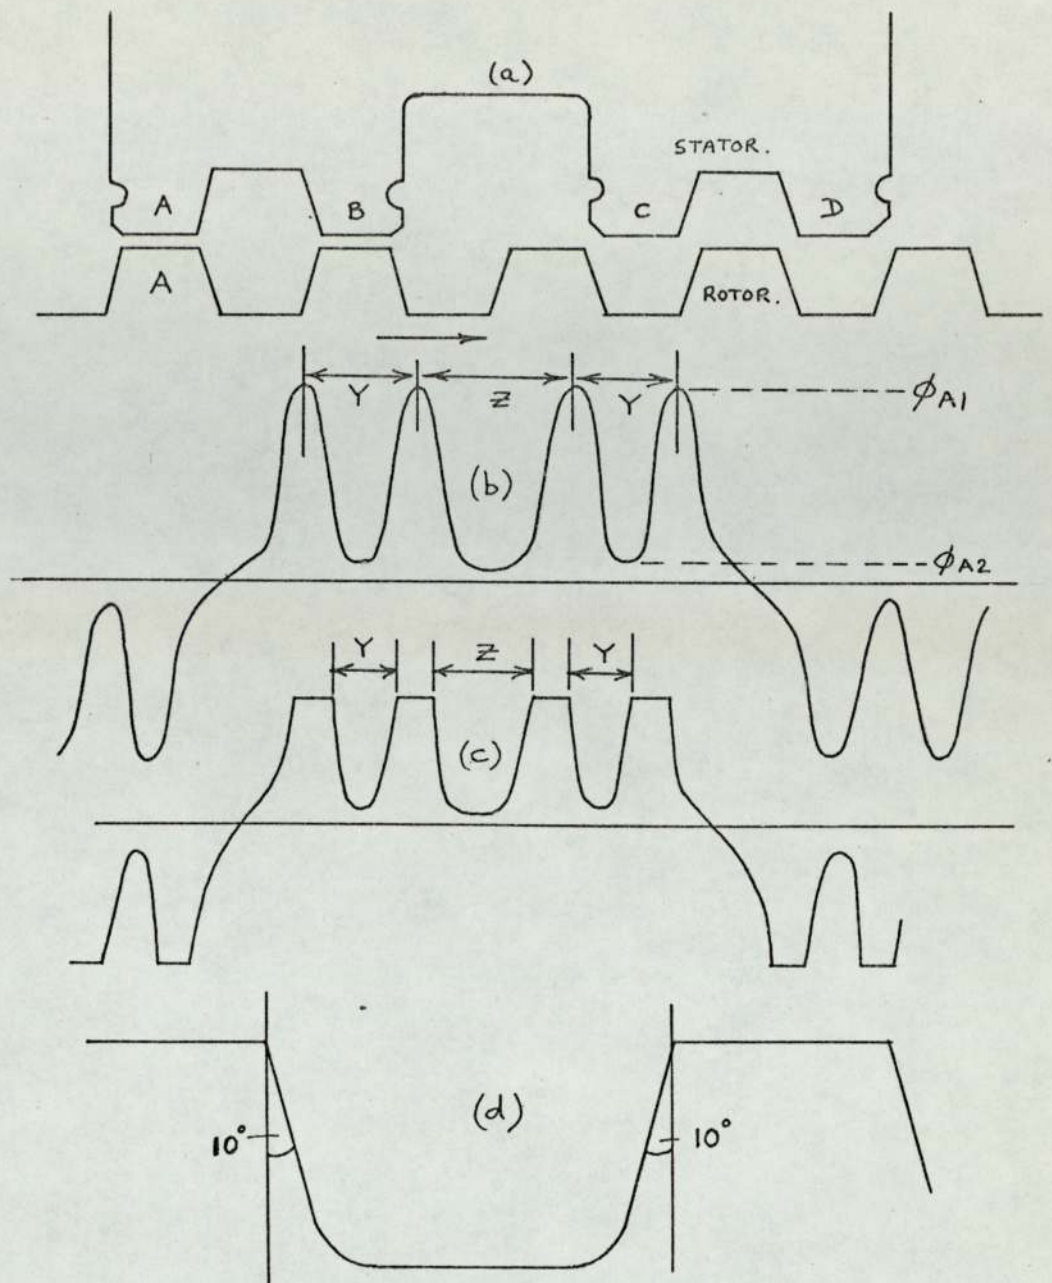 (a)
STATOR.
A B C D
A ROTOR.
Y Z Y ϕA1
(b)
ϕA2
Y Z Y
(c)
(d)
10° 10°